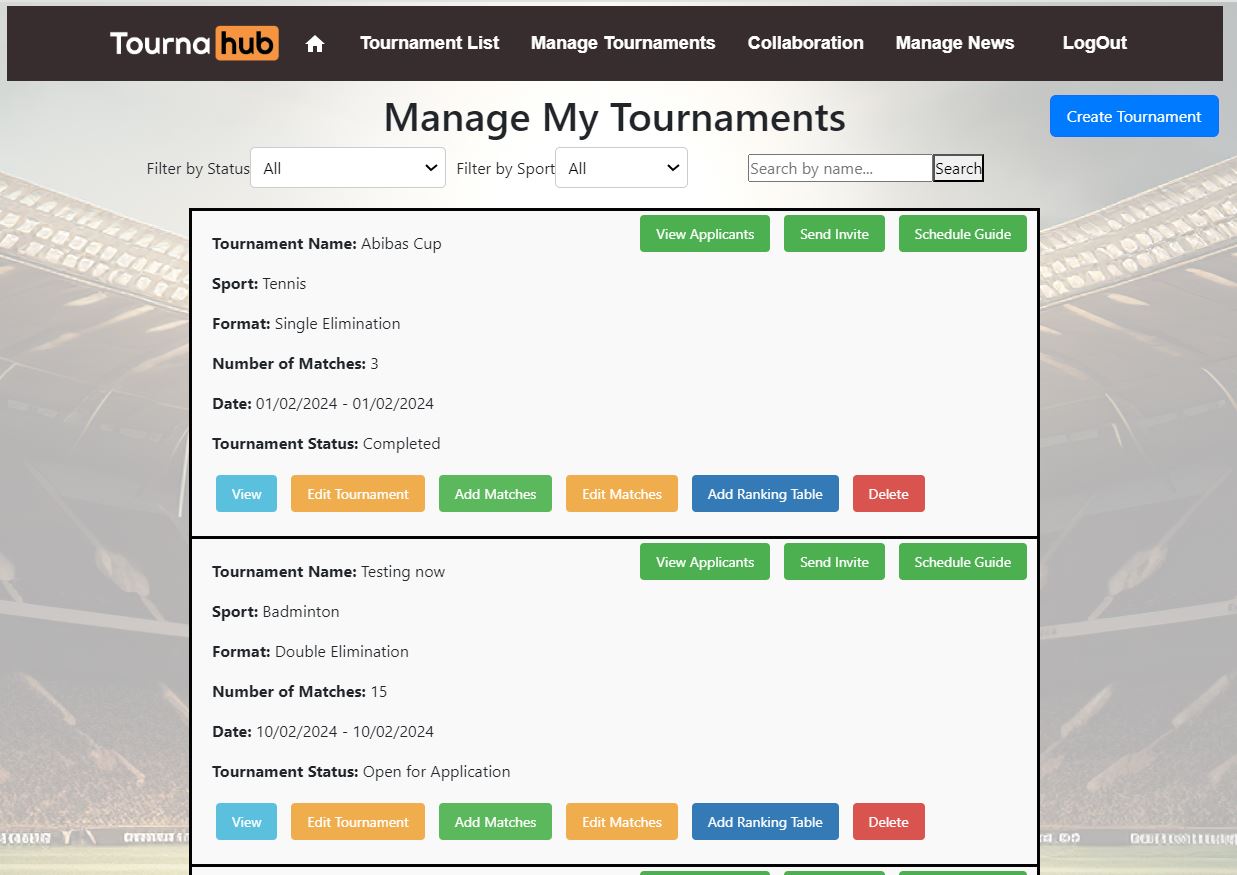 Tourna hub
Tournament List
Manage Tournaments
Collaboration
Manage News
LogOut
Manage My Tournaments
Create Tournament
Filter by Status
All
Filter by Sport
All
Search by name...
Search
View Applicants
Send Invite
Schedule Guide
Tournament Name: Abibas Cup
Sport: Tennis
Format: Single Elimination
Number of Matches: 3
Date: 01/02/2024 - 01/02/2024
Tournament Status: Completed
View
Edit Tournament
Add Matches
Edit Matches
Add Ranking Table
Delete
View Applicants
Send Invite
Schedule Guide
Tournament Name: Testing now
Sport: Badminton
Format: Double Elimination
Number of Matches: 15
Date: 10/02/2024 - 10/02/2024
Tournament Status: Open for Application
View
Edit Tournament
Add Matches
Edit Matches
Add Ranking Table
Delete